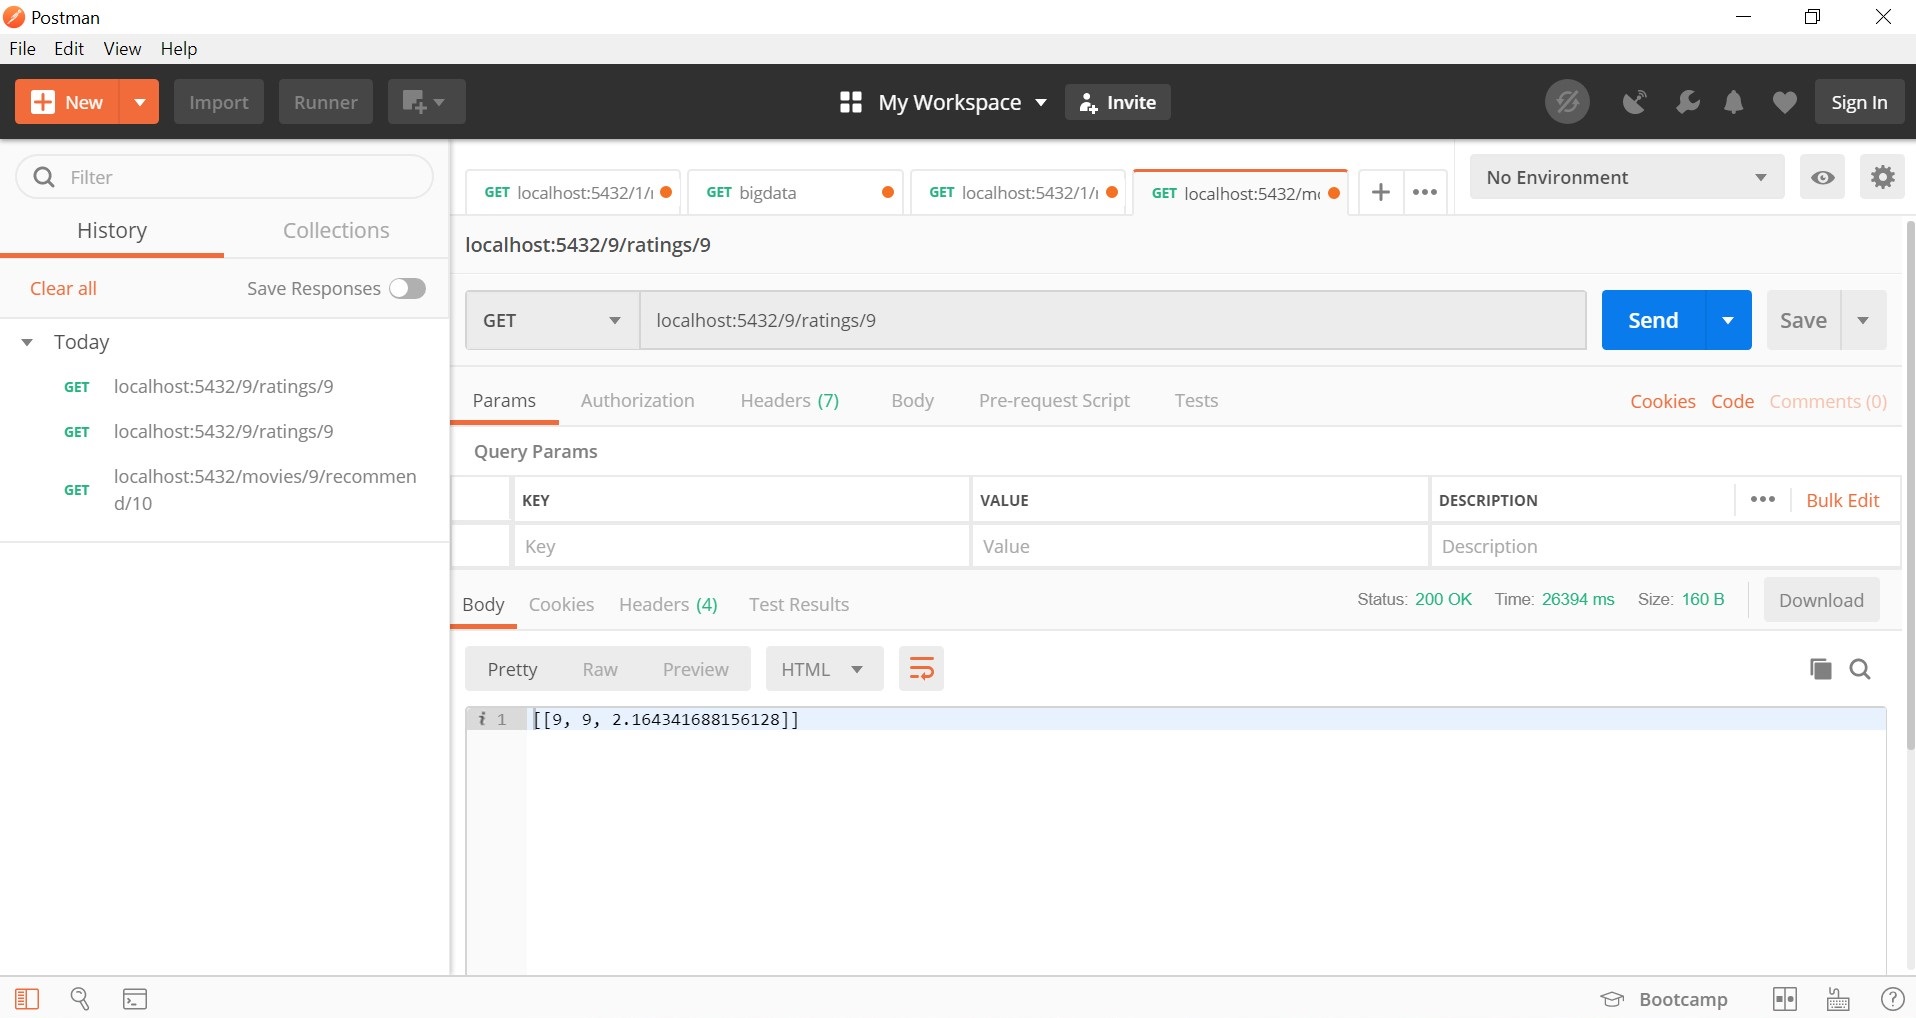 Postman
File Edit View Help
New Import Runner My Workspace Invite Sign In
Filter
History Collections
Clear all Save Responses
Today
GET localhost:5432/9/ratings/9
GET localhost:5432/9/ratings/9
GET localhost:5432/movies/9/recommen
d/10
GET localhost:5432/1/r GET bigdata GET localhost:5432/1/r GET localhost:5432/mo
No Environment
localhost:5432/9/ratings/9
GET localhost:5432/9/ratings/9 Send Save
Params Authorization Headers (7) Body Pre-request Script Tests Cookies Code Comments (0)
Query Params
KEY VALUE DESCRIPTION Bulk Edit
Key Value Description
Body Cookies Headers (4) Test Results Status: 200 OK Time: 26394 ms Size: 160 B Download
Pretty Raw Preview HTML
i 1 [[9, 9, 2.164341688156128]]
Bootcamp